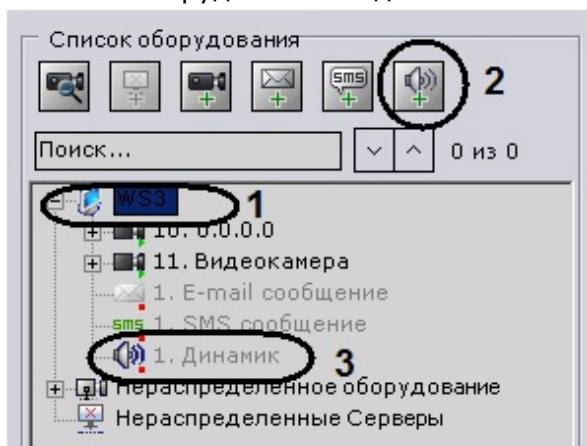 Список оборудования
sms
2
Поиск...
0 из 0
WS3
1
10. 0.0.0.0
11. Видеокамера
1. E-mail сообщение
sms 1. SMS сообщение
1. Динамик
3
Нераспределенное оборудование
Нераспределенные Серверы